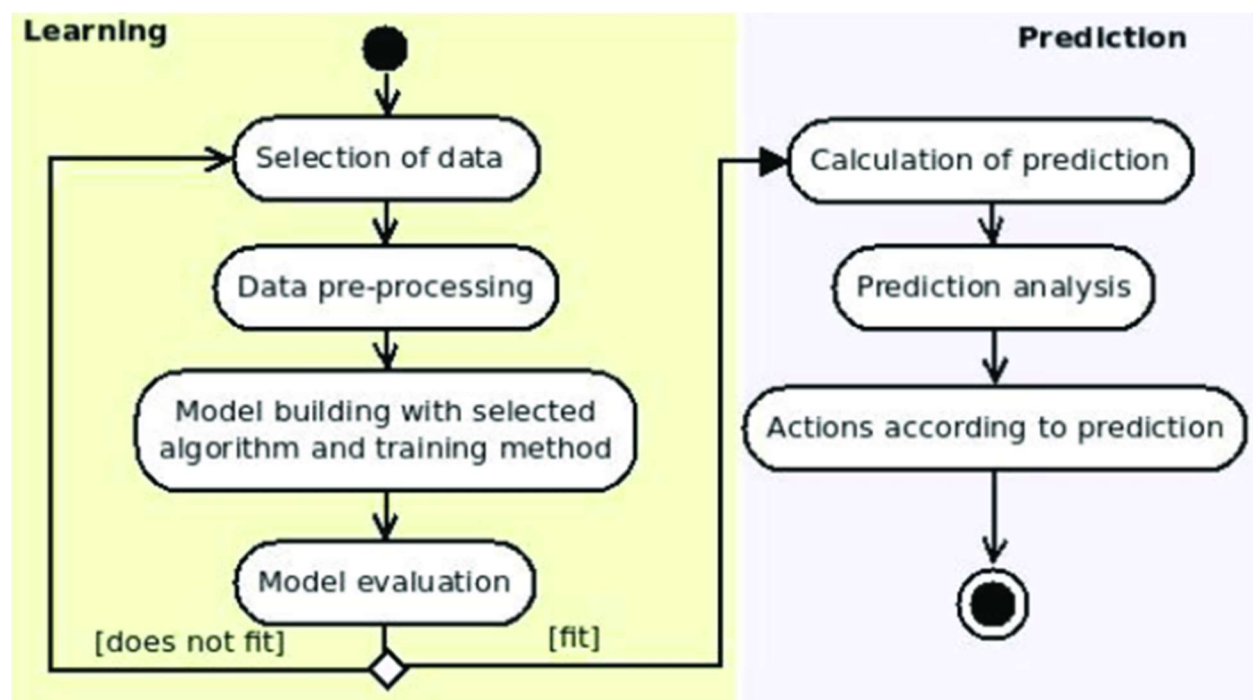 Learning
Selection of data
Data pre-processing
Model building with selected
algorithm and training method
Model evaluation
[does not fit]
[fit]
Prediction
Calculation of prediction
Prediction analysis
Actions according to prediction